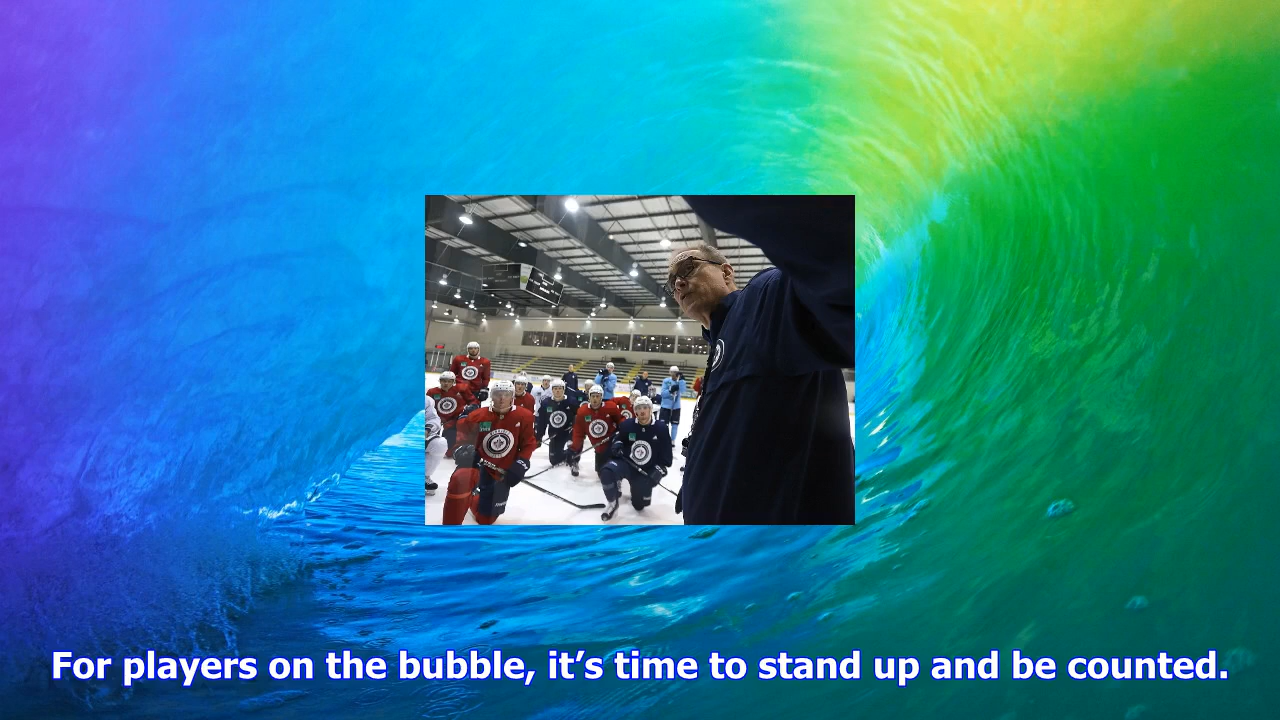 For players on the bubble, it’s time to stand up and be counted.